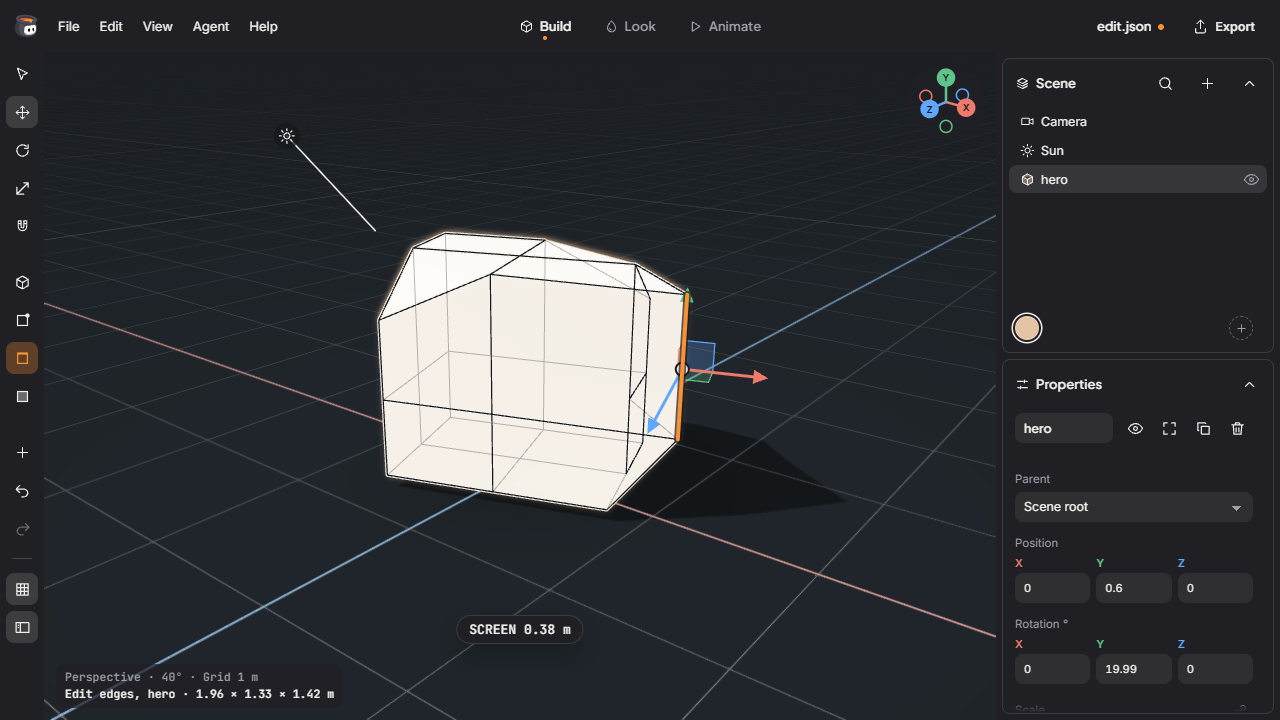 File Edit View Agent Help
Build Look Animate
edit.json Export
Y
Z X
Scene
Camera
Sun
hero
Properties
hero
Parent
Scene root
Position
X Y Z
0 0.6 0
Rotation °
X Y Z
0 19.99 0
Scale
SCREEN 0.38 m
Perspective · 40° · Grid 1 m
Edit edges, hero · 1.96 × 1.33 × 1.42 m